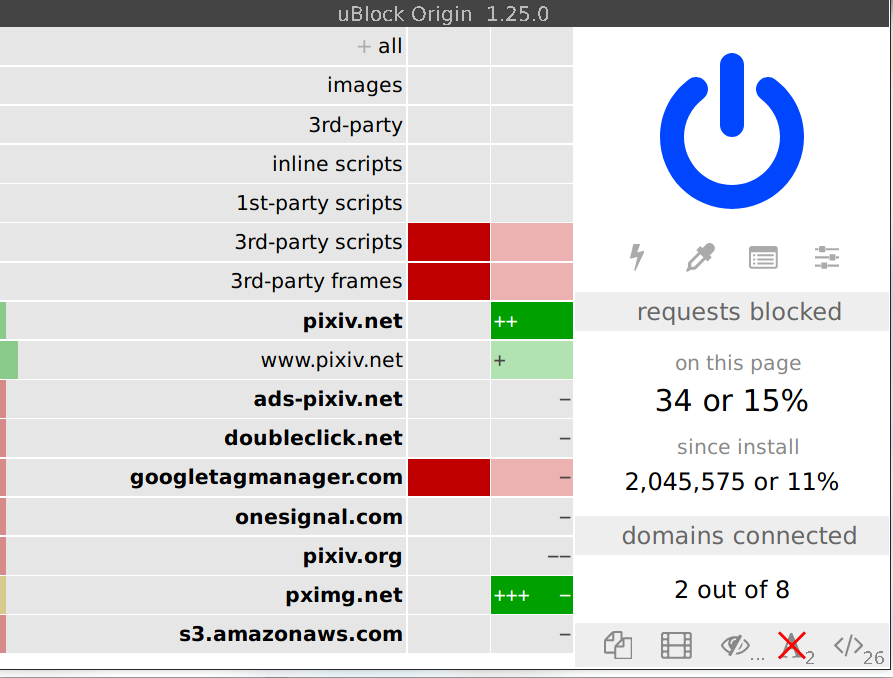 uBlock Origin 1.25.0
+ all
images
3rd-party
inline scripts
1st-party scripts
3rd-party scripts
3rd-party frames
pixiv.net ++
www.pixiv.net +
ads-pixiv.net −
doubleclick.net −
googletagmanager.com −
onesignal.com −
pixiv.org −−
pximg.net +++ −
s3.amazonaws.com −
requests blocked
on this page
34 or 15%
since install
2,045,575 or 11%
domains connected
2 out of 8
... A 2 </> 26